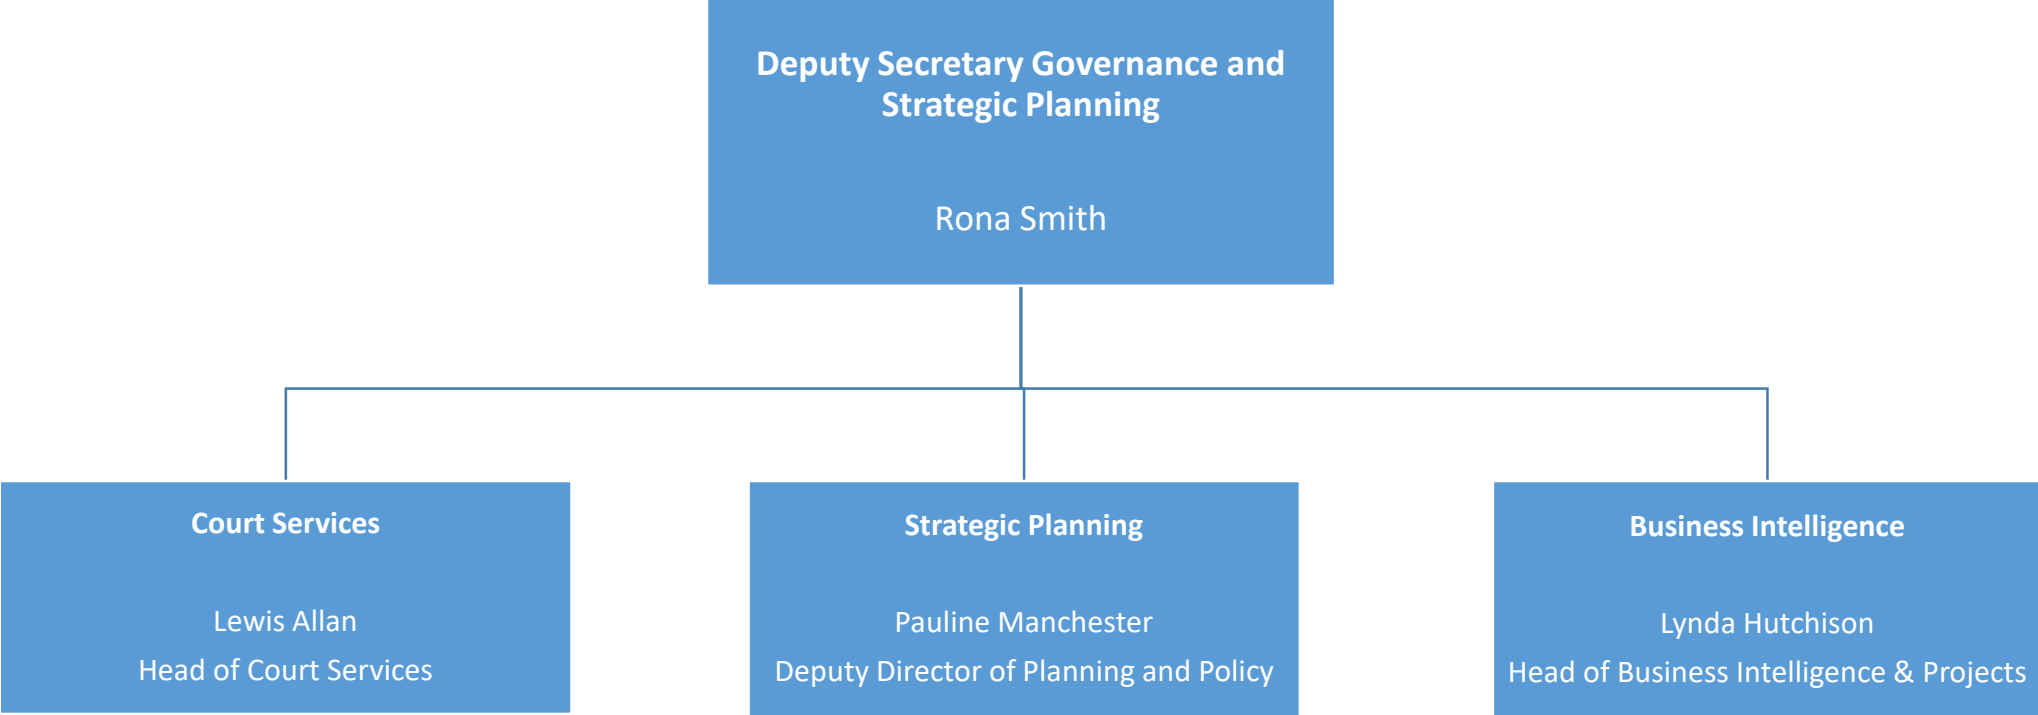 Deputy Secretary Governance and
Strategic Planning
Rona Smith
Court Services
Lewis Allan
Head of Court Services
Strategic Planning
Pauline Manchester
Deputy Director of Planning and Policy
Business Intelligence
Lynda Hutchison
Head of Business Intelligence & Projects